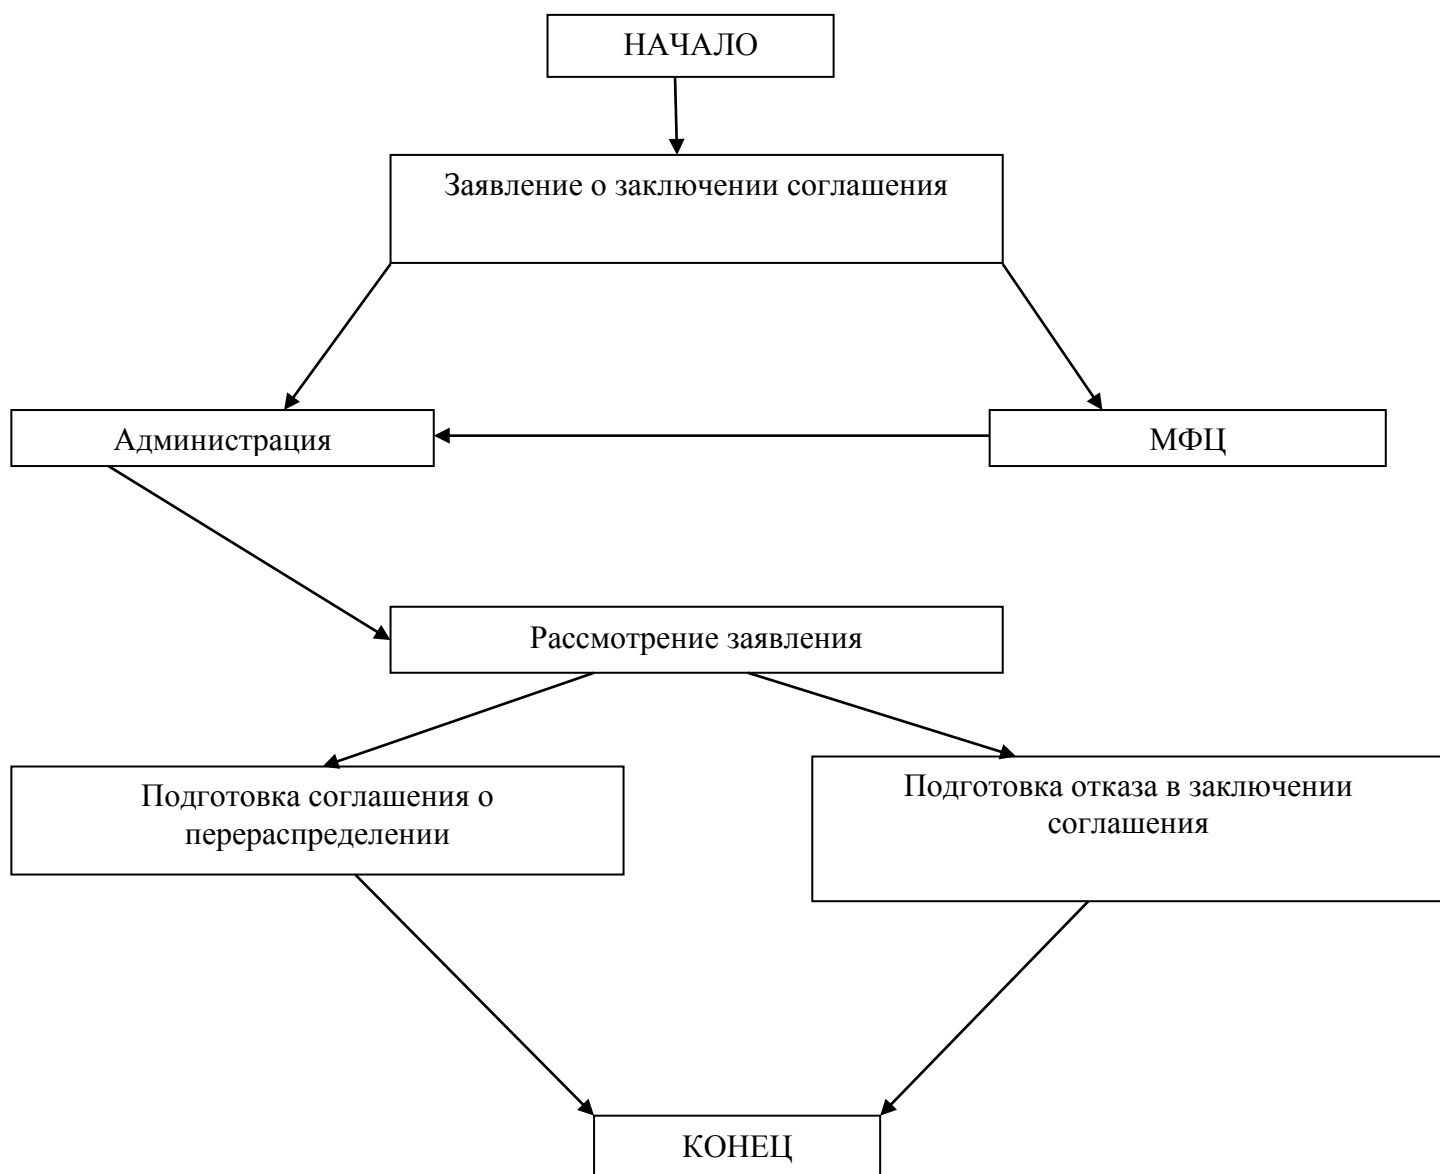 НАЧАЛО
Заявление о заключении соглашения
Администрация
МФЦ
Рассмотрение заявления
Подготовка соглашения о
перераспределении
Подготовка отказа в заключении
соглашения
КОНЕЦ